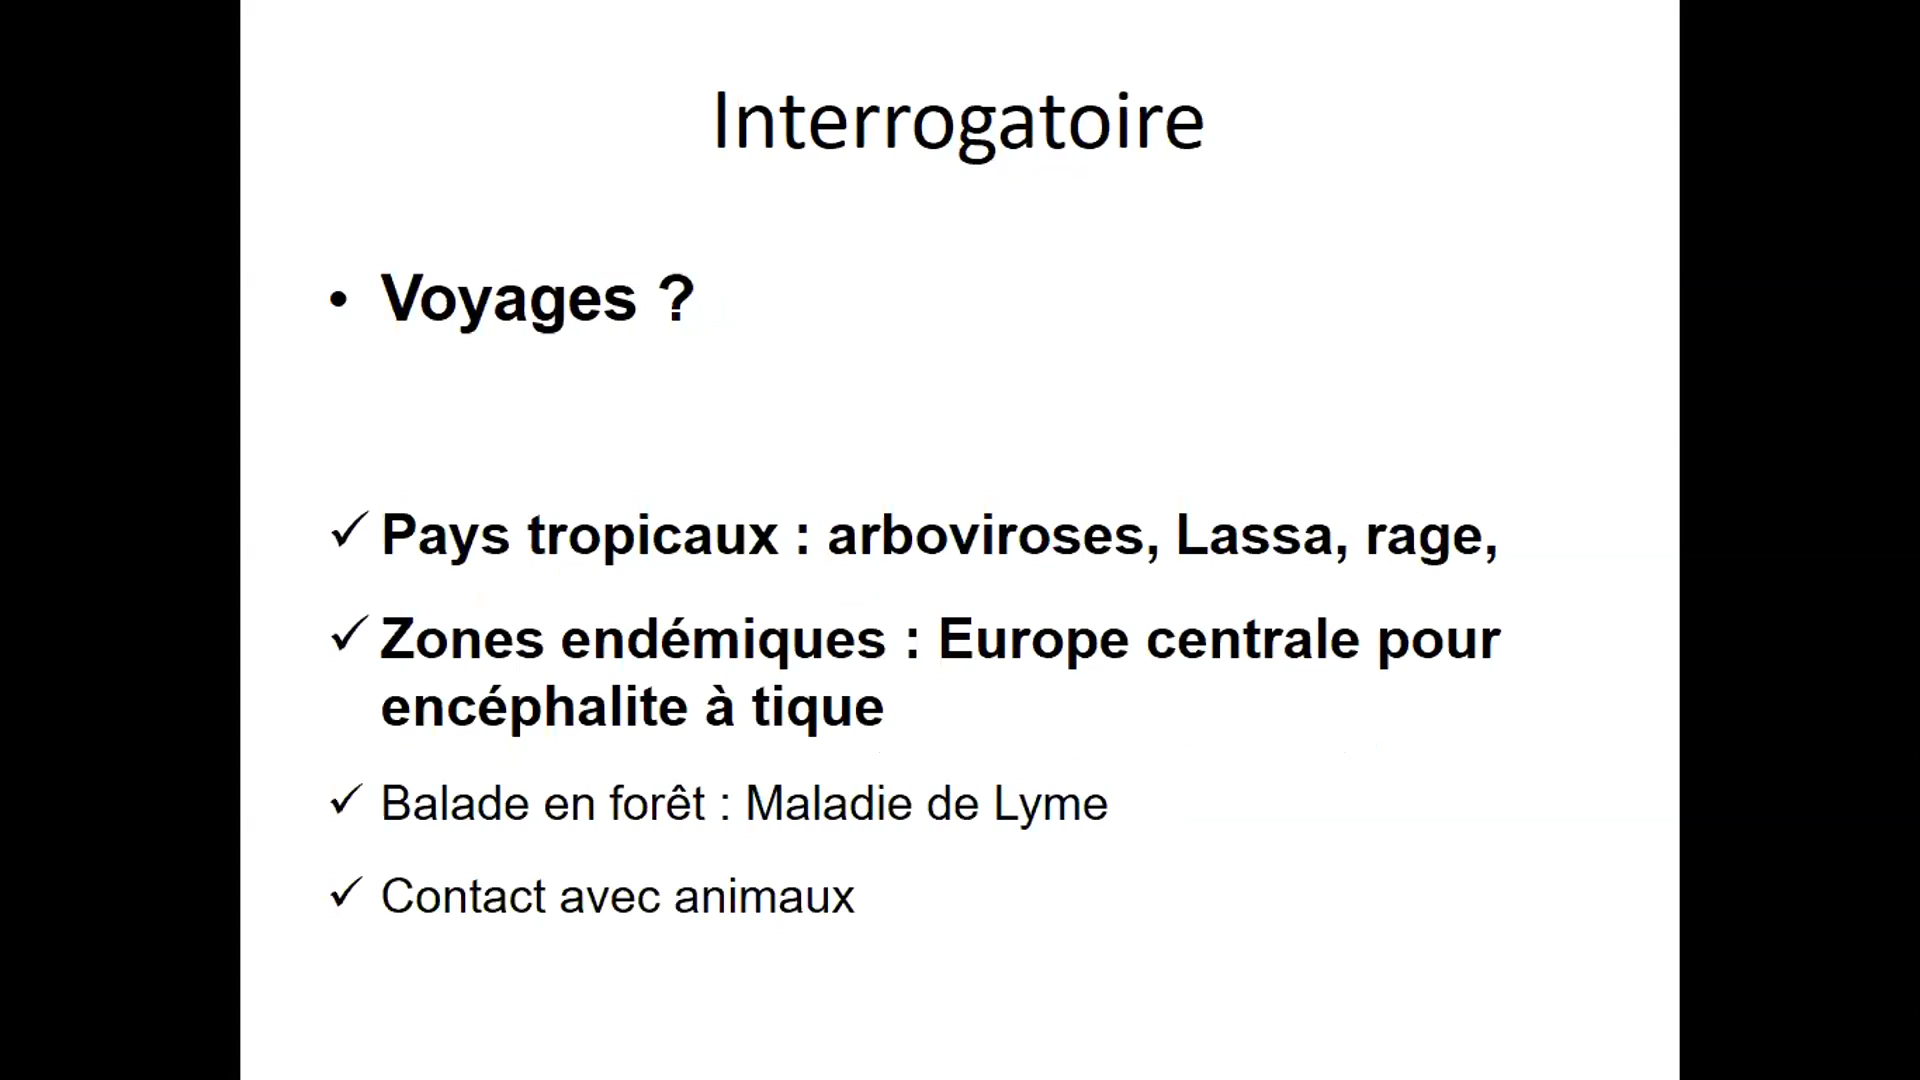 Interrogatoire
• Voyages ?
✓ Pays tropicaux : arboviroses, Lassa, rage,
✓ Zones endémiques : Europe centrale pour
encéphalite à tique
✓ Balade en forêt : Maladie de Lyme
✓ Contact avec animaux